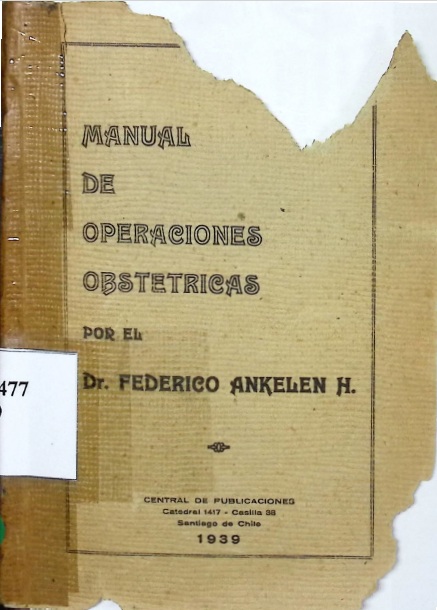 MANUAL
DE
OPERACIONES
OBSTETRICAS
POR EL
Dr. FEDERICO ANKELEN H.
477
CENTRAL DE PUBLICACIONES
Catedral 1417 - Casilla 38
Santiago de Chile
1939